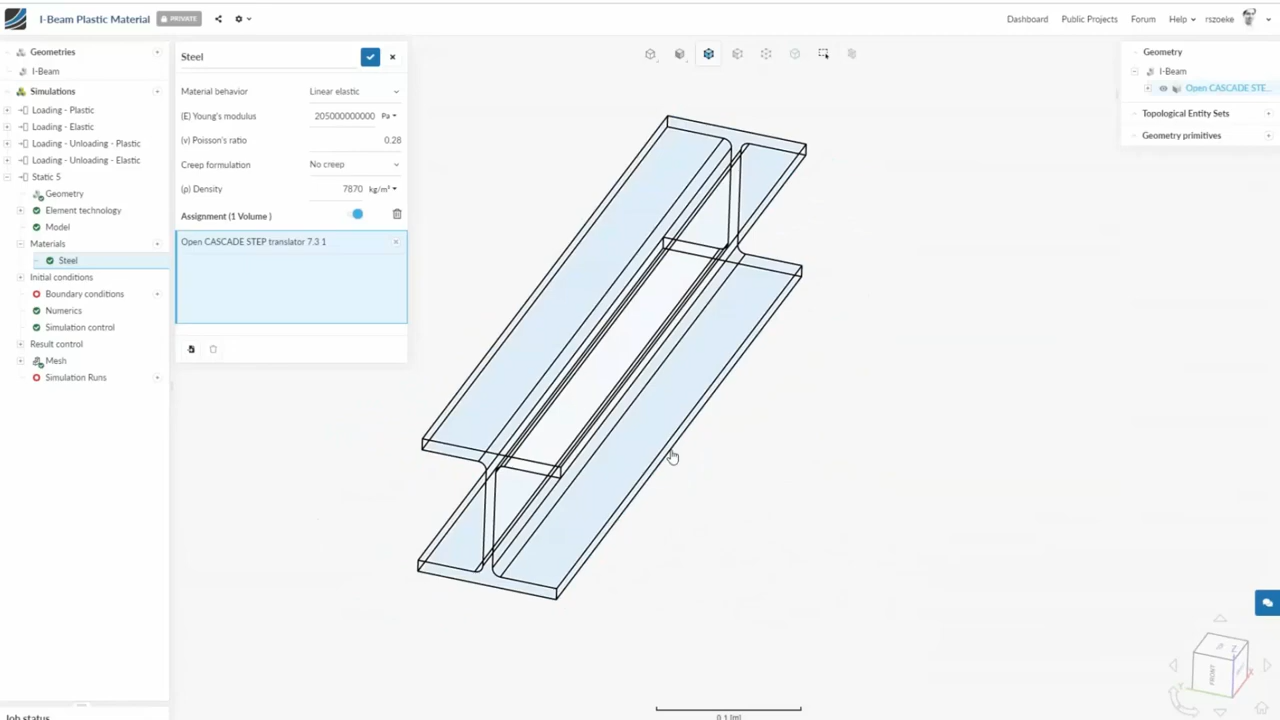 I-Beam Plastic Material
PRIVATE
Dashboard
Public Projects
Forum
Help
rszoeke
Geometries
I-Beam
Simulations
Loading - Plastic
Loading - Elastic
Loading - Unloading - Plastic
Loading - Unloading - Elastic
Static 5
Geometry
Element technology
Model
Materials
Steel
Initial conditions
Boundary conditions
Numerics
Simulation control
Result control
Mesh
Simulation Runs
Job status
Steel
Material behavior Linear elastic
(E) Young's modulus 205000000000 Pa
(v) Poisson's ratio 0.28
Creep formulation No creep
(ρ) Density 7870 kg/m³
Assignment (1 Volume )
Open CASCADE STEP translator 7.3 1
Geometry
I-Beam
Open CASCADE STE...
Topological Entity Sets
Geometry primitives
0.1 [m]
FRONT
Z
X
Y